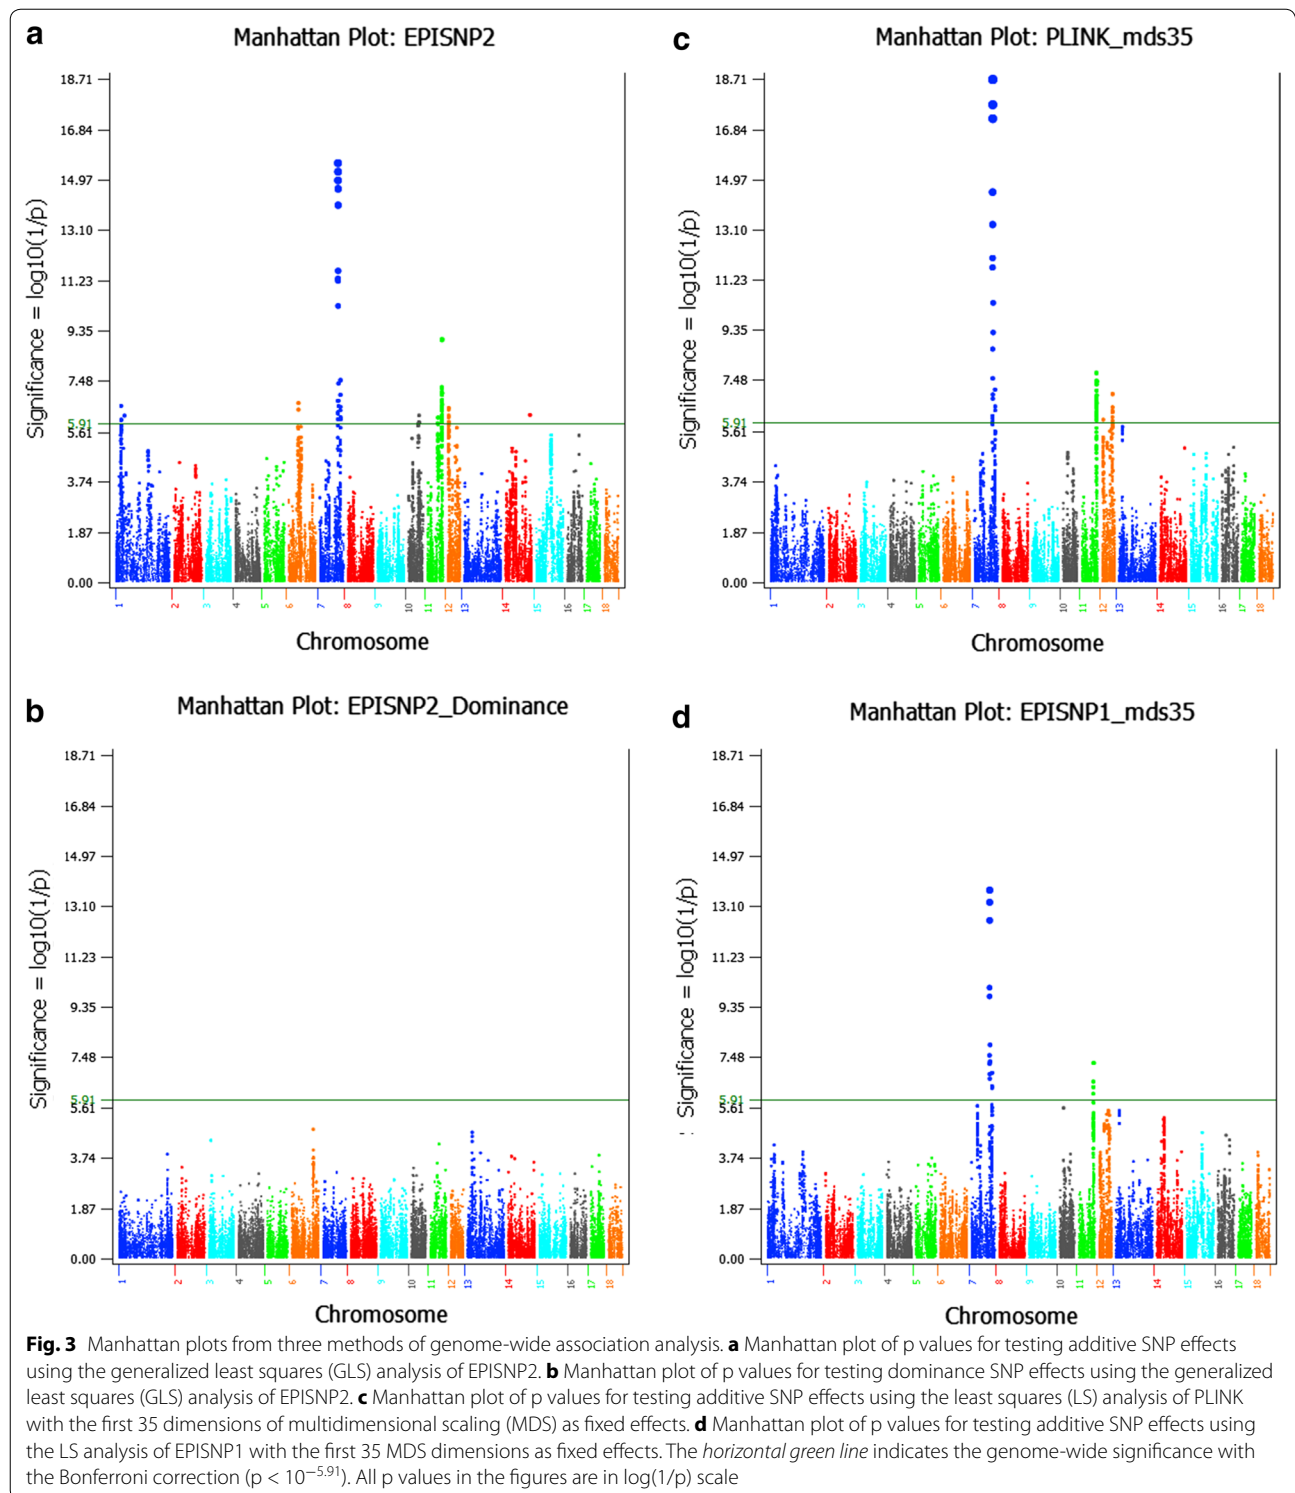 a
Manhattan Plot: EPISNP2
18.71
16.84
14.97
13.10
11.23
9.35
7.48
5.91
5.61
3.74
1.87
0.00
Significance = log10(1/p)
1 2 3 4 5 6 7 8 9 10 11 12 13 14 15 16 17 18
Chromosome
c
Manhattan Plot: PLINK_mds35
18.71
16.84
14.97
13.10
11.23
9.35
7.48
5.91
5.61
3.74
1.87
0.00
Significance = log10(1/p)
1 2 3 4 5 6 7 8 9 10 11 12 13 14 15 16 17 18
Chromosome
b
Manhattan Plot: EPISNP2_Dominance
18.71
16.84
14.97
13.10
11.23
9.35
7.48
5.91
5.61
3.74
1.87
0.00
Significance = log10(1/p)
1 2 3 4 5 6 7 8 9 10 11 12 13 14 15 16 17 18
Chromosome
d
Manhattan Plot: EPISNP1_mds35
18.71
16.84
14.97
13.10
11.23
9.35
7.48
5.91
5.61
3.74
1.87
0.00
: Significance = log10(1/p)
1 2 3 4 5 6 7 8 9 10 11 12 13 14 15 16 17 18
Chromosome
Fig. 3 Manhattan plots from three methods of genome-wide association analysis. a Manhattan plot of p values for testing additive SNP effects
using the generalized least squares (GLS) analysis of EPISNP2. b Manhattan plot of p values for testing dominance SNP effects using the generalized
least squares (GLS) analysis of EPISNP2. c Manhattan plot of p values for testing additive SNP effects using the least squares (LS) analysis of PLINK
with the first 35 dimensions of multidimensional scaling (MDS) as fixed effects. d Manhattan plot of p values for testing additive SNP effects using
the LS analysis of EPISNP1 with the first 35 MDS dimensions as fixed effects. The horizontal green line indicates the genome-wide significance with
the Bonferroni correction (p < 10−5.91). All p values in the figures are in log(1/p) scale